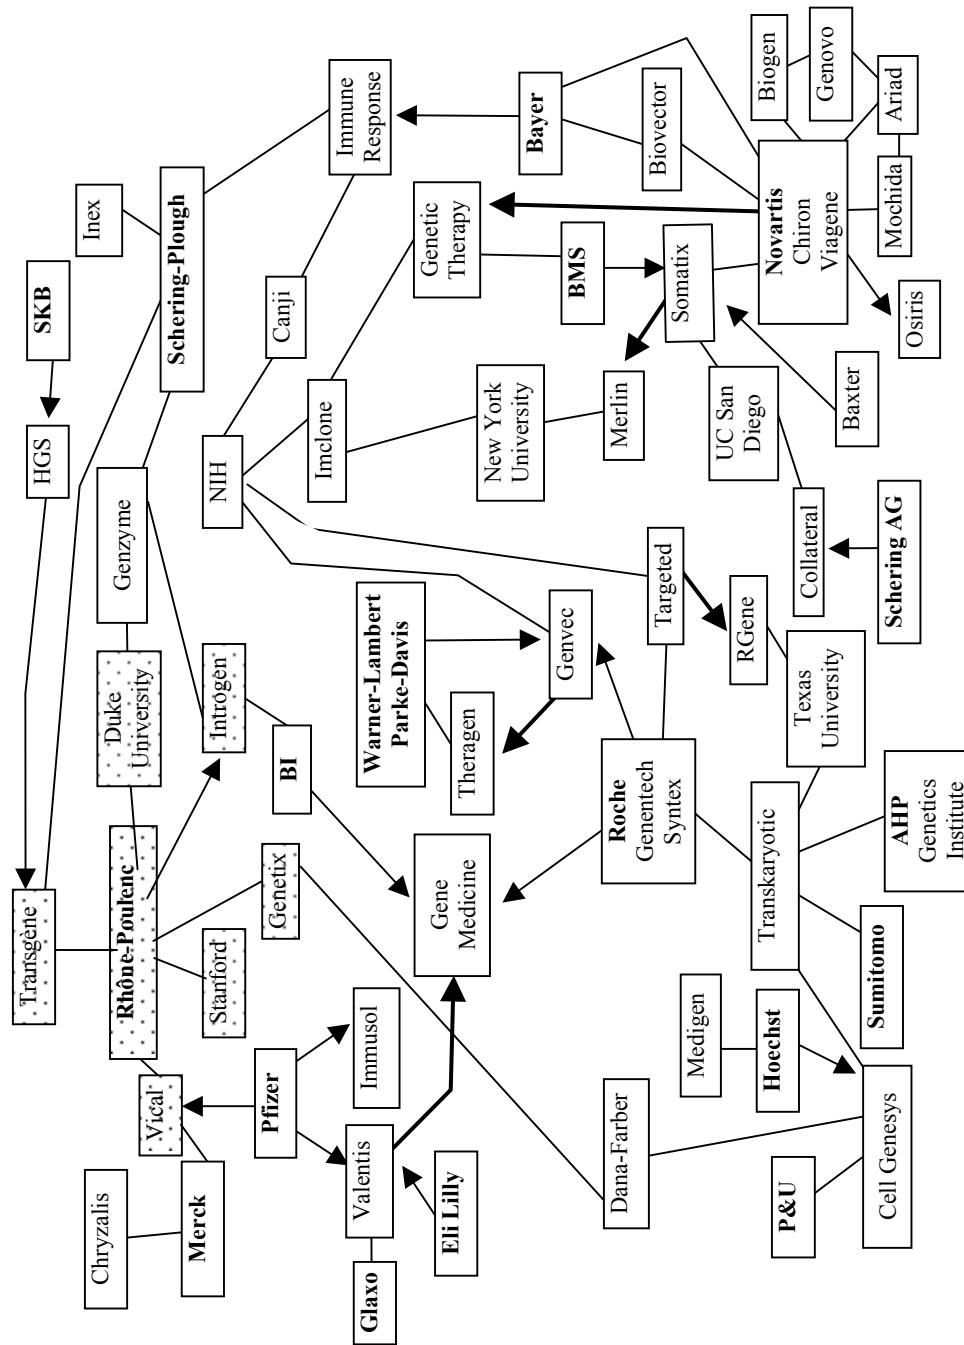 Transgène
HGS
SKB
Inex
Chryzalis
Rhône-Poulenc
Duke
University
Genzyme
Vical
Schering-Plough
Merck
Stanford
Introgen
NIH
Pfizer
Genetix
BI
Canji
Imclone
Immune
Response
Glaxo
Valentis
Immusol
Warner-Lambert
Parke-Davis
Eli Lilly
Gene
Medicine
Theragen
Genetic
Therapy
New York
University
Genvec
BMS
Bayer
Dana-Farber
Roche
Genentech
Syntex
Merlin
Targeted
Somatix
Biovector
Medigen
RGene
UC San
Diego
P&U
Hoechst
Transkaryotic
Texas
University
Collateral
Novartis
Chiron
Viagene
Biogen
Genovo
Baxter
Cell Genesys
Sumitomo
AHP
Genetics
Institute
Schering AG
Osiris
Mochida
Ariad